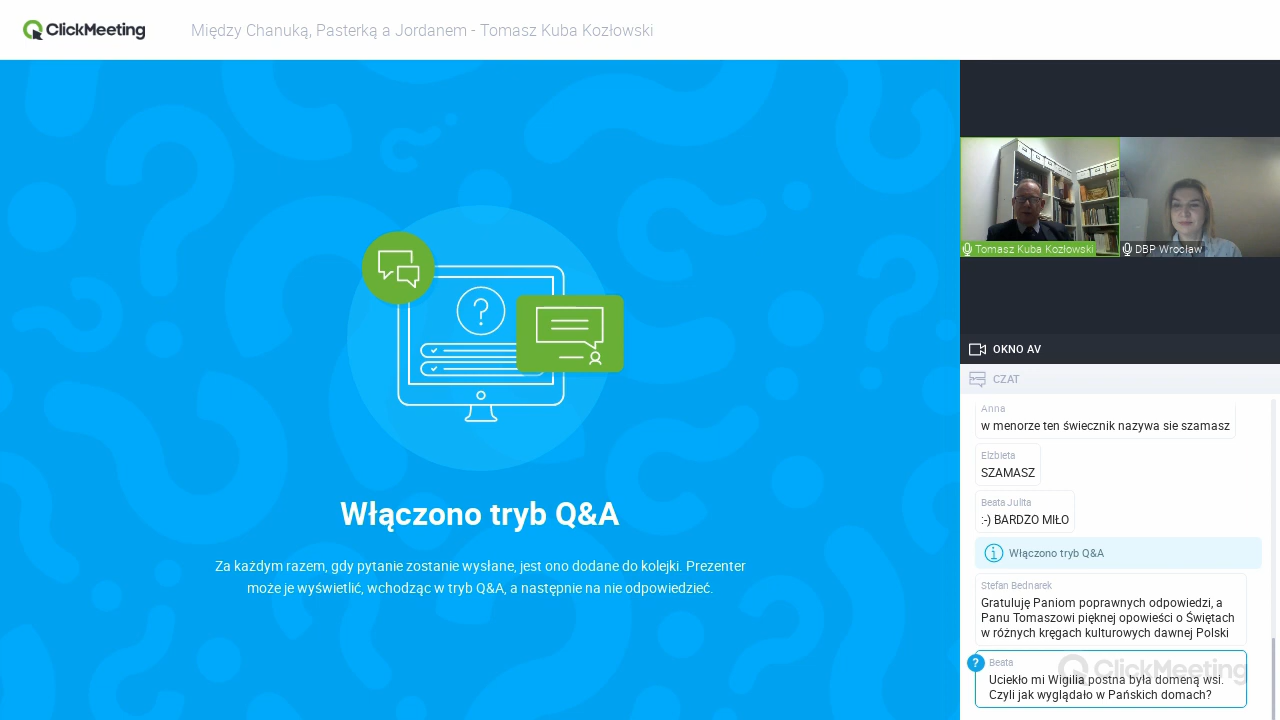 ClickMeeting
Między Chanuką, Pasterką a Jordanem - Tomasz Kuba Kozłowski
Włączono tryb Q&A
Za każdym razem, gdy pytanie zostanie wysłane, jest ono dodane do kolejki. Prezenter
może je wyświetlić, wchodząc w tryb Q&A, a następnie na nie odpowiedzieć.
Tomasz Kuba Kozłowski
DBP Wrocław
OKNO AV
CZAT
Anna
w menorze ten świecznik nazywa sie szamasz
Elzbieta
SZAMASZ
Beata Julita
:-) BARDZO MIŁO
Włączono tryb Q&A
Stefan Bednarek
Gratuluję Paniom poprawnych odpowiedzi, a
Panu Tomaszowi pięknej opowieści o Świętach
w różnych kręgach kulturowych dawnej Polski
?
Beata
ClickMeeting
Uciekło mi Wigilia postna była domeną wsi.
Czyli jak wyglądało w Pańskich domach?